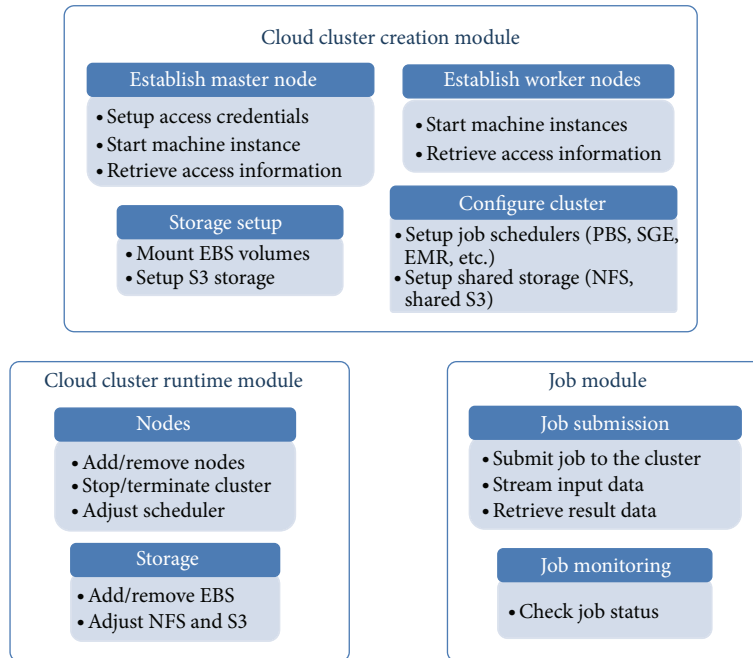 Cloud cluster creation module
Establish master node
• Setup access credentials
• Start machine instance
• Retrieve access information
Establish worker nodes
• Start machine instances
• Retrieve access information
Storage setup
• Mount EBS volumes
• Setup S3 storage
Configure cluster
• Setup job schedulers (PBS, SGE,
EMR, etc.)
• Setup shared storage (NFS,
shared S3)
Cloud cluster runtime module
Nodes
• Add/remove nodes
• Stop/terminate cluster
• Adjust scheduler
Storage
• Add/remove EBS
• Adjust NFS and S3
Job module
Job submission
• Submit job to the cluster
• Stream input data
• Retrieve result data
Job monitoring
• Check job status